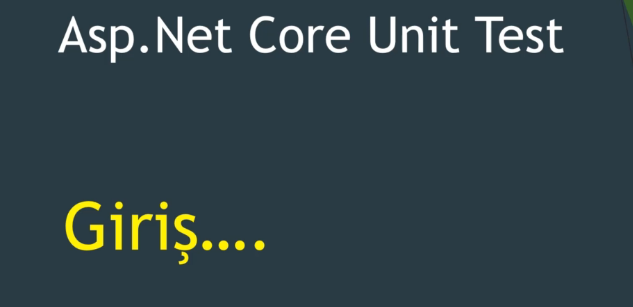 Asp.Net Core Unit Test
Giriş....